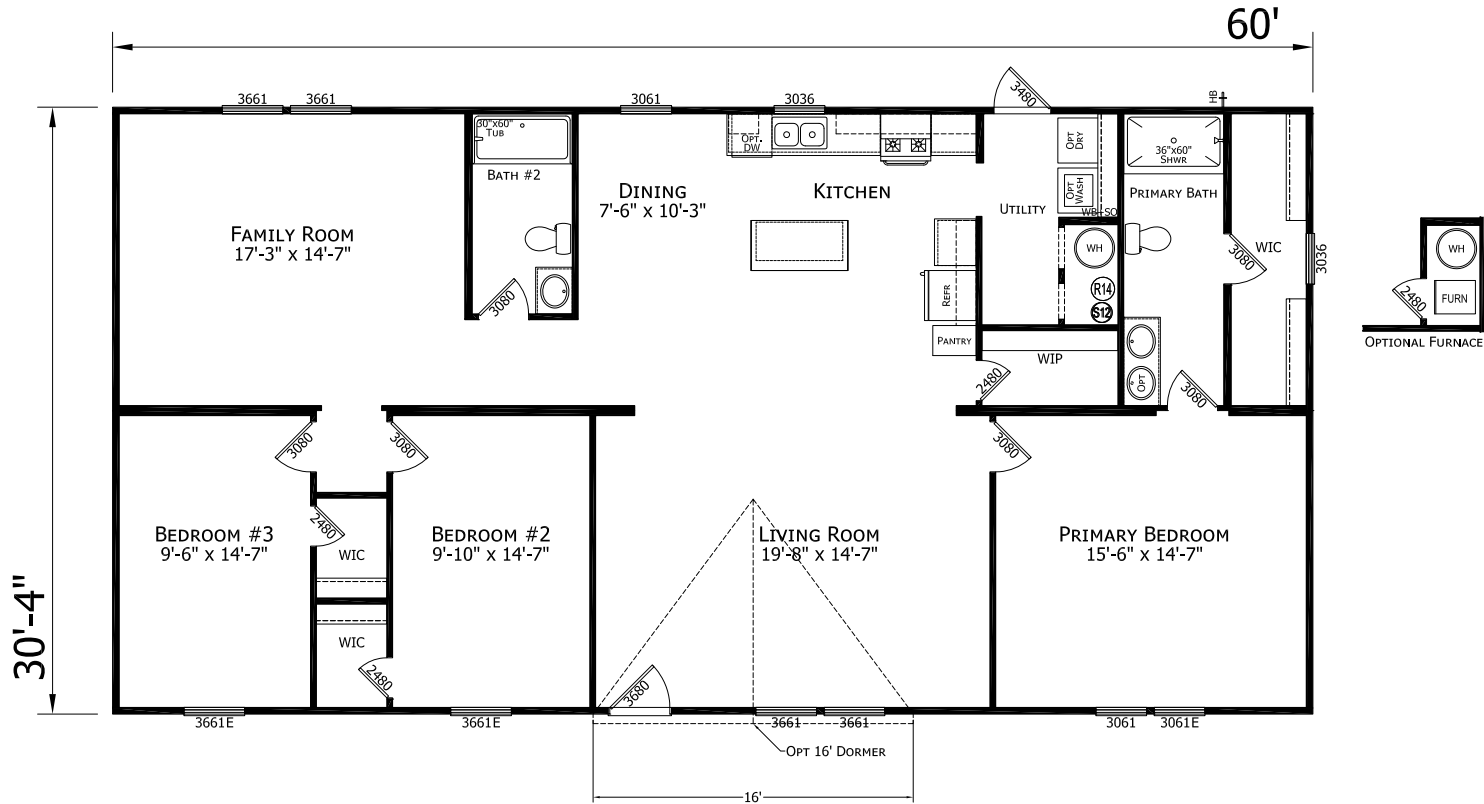 60'
3661
3661
3061
3036
3480
HB
30"x60"
TUB
OPT.
DW
OPT
DRY
36"x60"
SHWR
BATH #2
DINING
7'-6" x 10'-3"
KITCHEN
OPT
WASH
PRIMARY BATH
UTILITY
WB-SO
FAMILY ROOM
17'-3" x 14'-7"
WH
3080
WIC
3036
WH
R14
S12
REFR
3080
2480
FURN
PANTRY
OPTIONAL FURNACE
WIP
2480
OPT
3080
3080
3080
3080
BEDROOM #3
9'-6" x 14'-7"
2480
WIC
BEDROOM #2
9'-10" x 14'-7"
LIVING ROOM
19'-8" x 14'-7"
PRIMARY BEDROOM
15'-6" x 14'-7"
30'-4"
WIC
2480
3680
3661E
3661E
3661
3661
3061
3061E
OPT 16' DORMER
16'